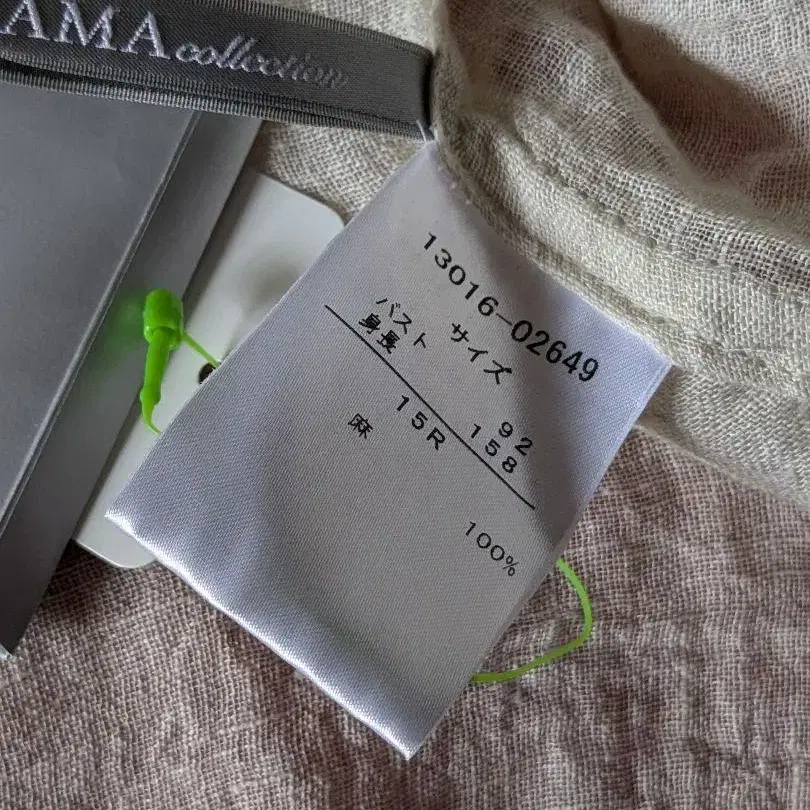 AMA collection
13016-02649
サイズ
バスト 92
身長 158
15R
麻 100%